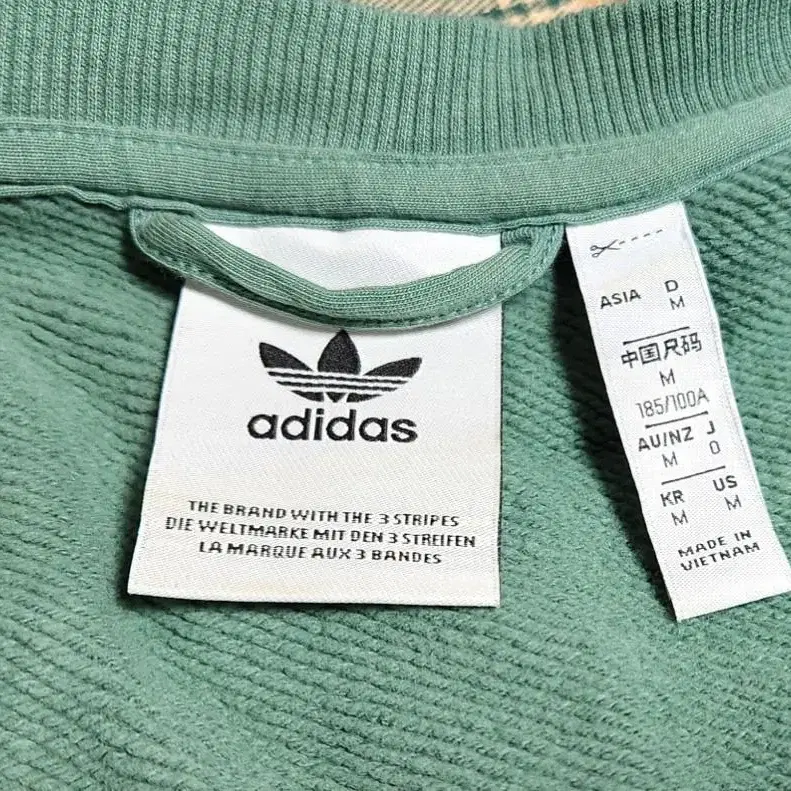 adidas
THE BRAND WITH THE 3 STRIPES
DIE WELTMARKE MIT DEN 3 STREIFEN
LA MARQUE AUX 3 BANDES
ASIA D
M
中国尺码
M
185/100A
AU/NZ J
M O
KR US
M M
MADE IN
VIETNAM